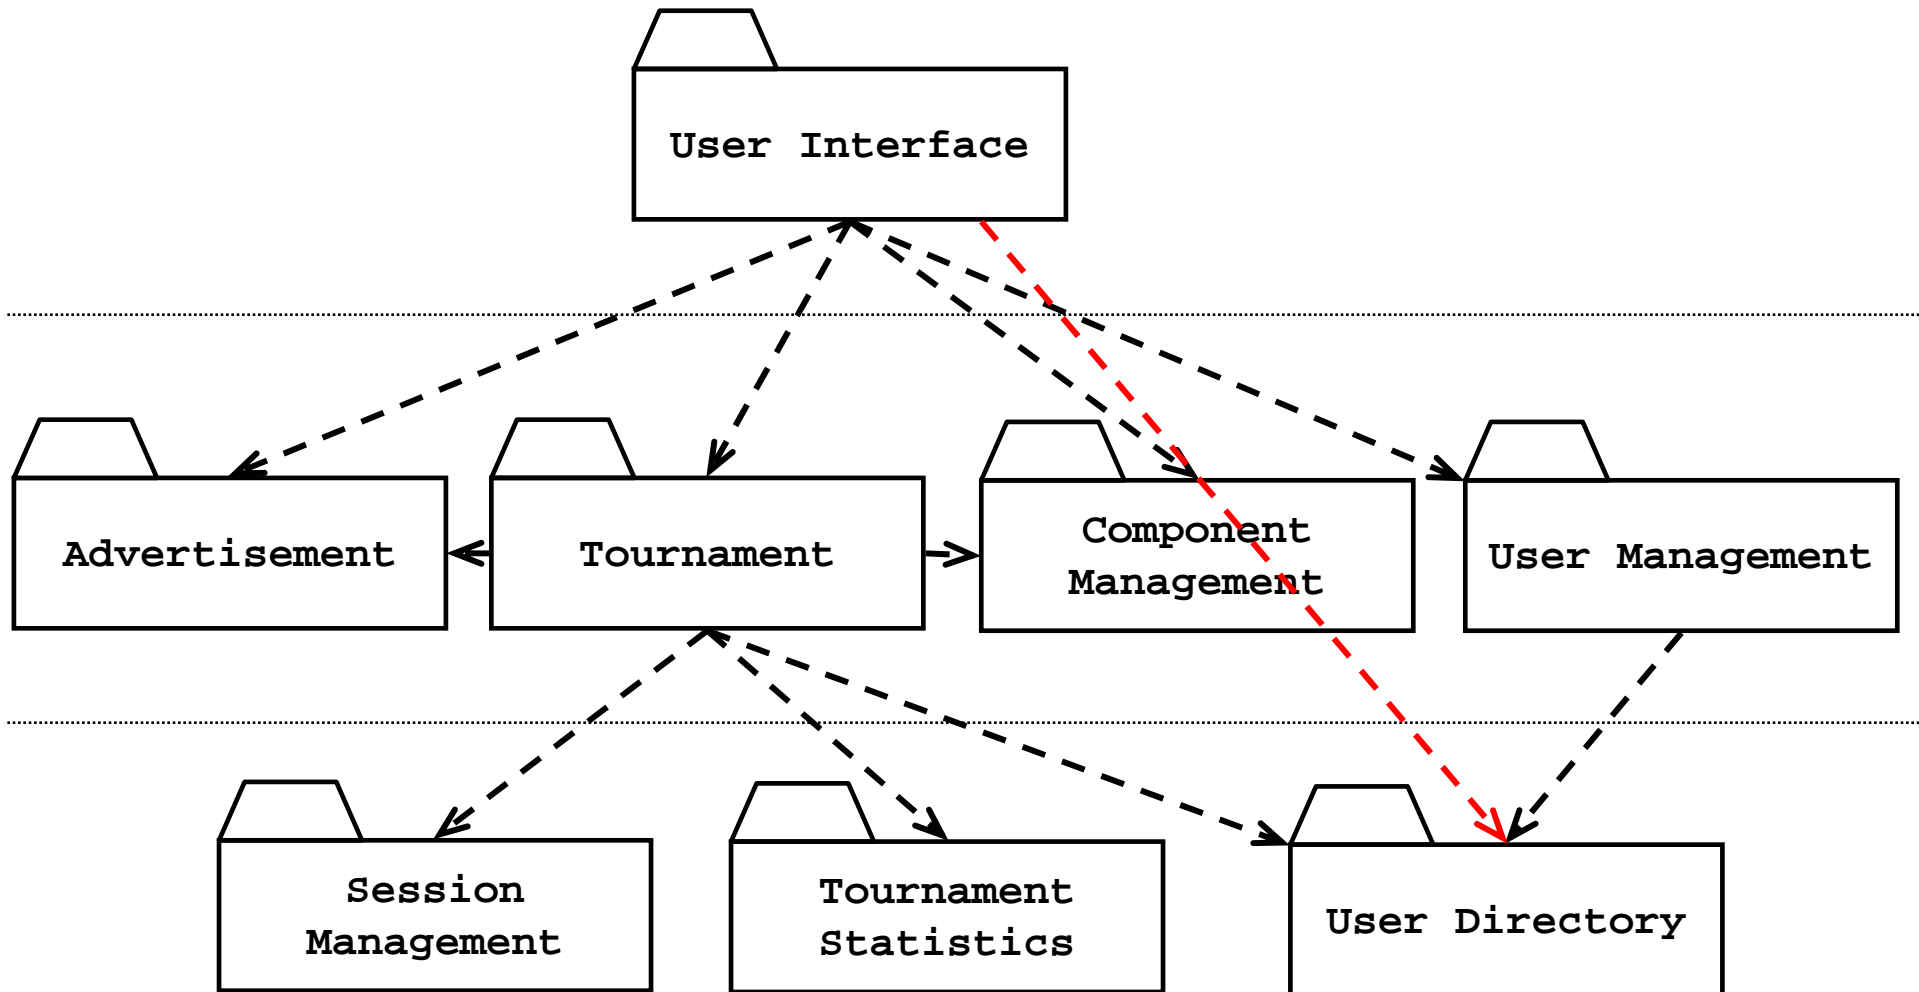 User Interface
Advertisement
Tournament
Component
Management
User Management
Session
Management
Tournament
Statistics
User Directory